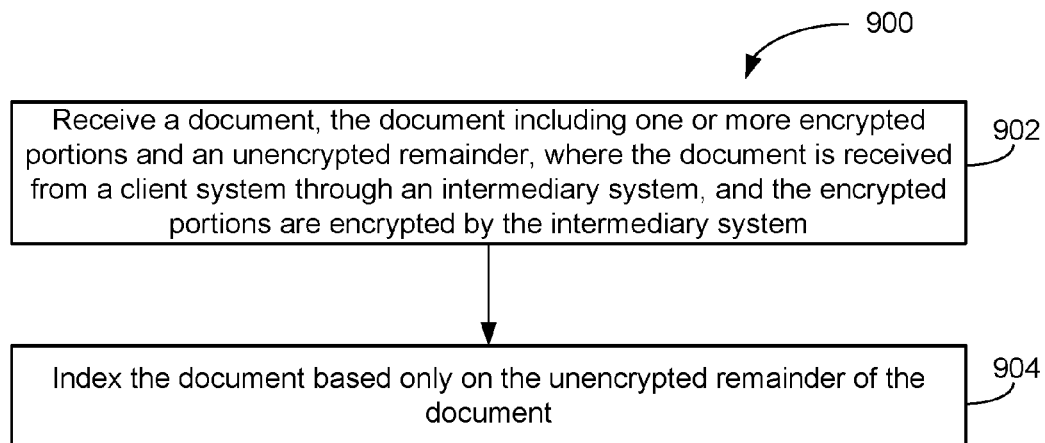 900
Receive a document, the document including one or more encrypted
portions and an unencrypted remainder, where the document is received
from a client system through an intermediary system, and the encrypted
portions are encrypted by the intermediary system
902
Index the document based only on the unencrypted remainder of the
document
904